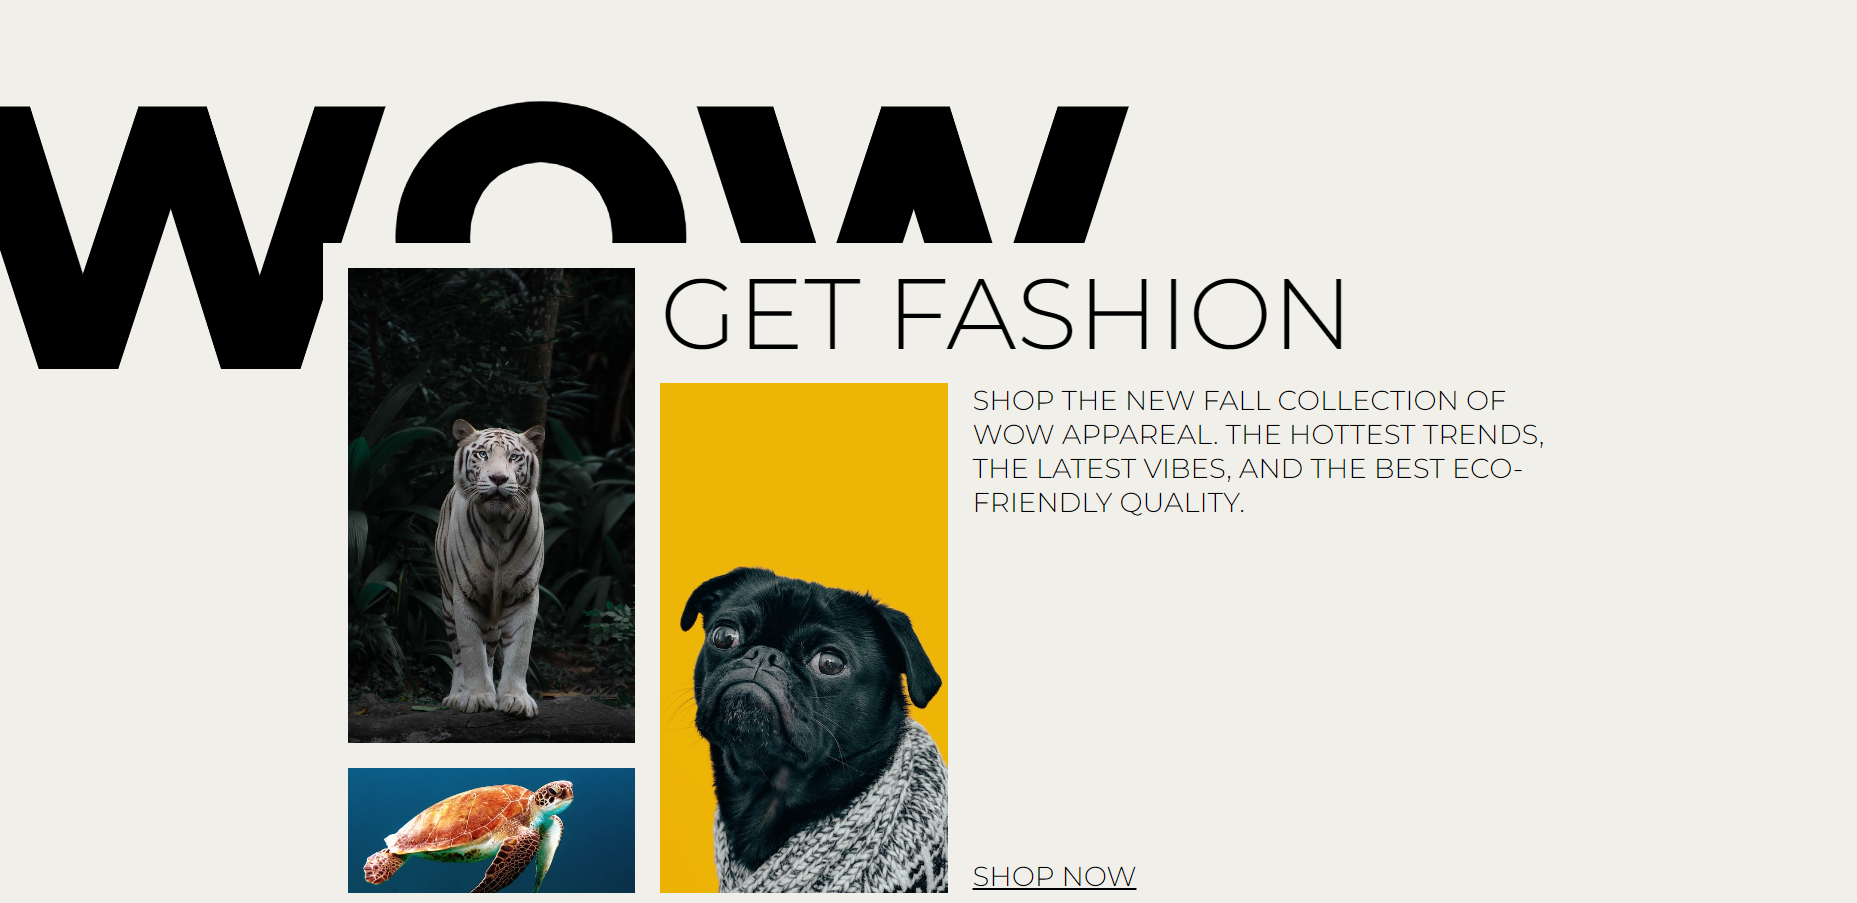 WOW
GET FASHION
SHOP THE NEW FALL COLLECTION OF
WOW APPAREAL. THE HOTTEST TRENDS,
THE LATEST VIBES, AND THE BEST ECO-
FRIENDLY QUALITY.
SHOP NOW